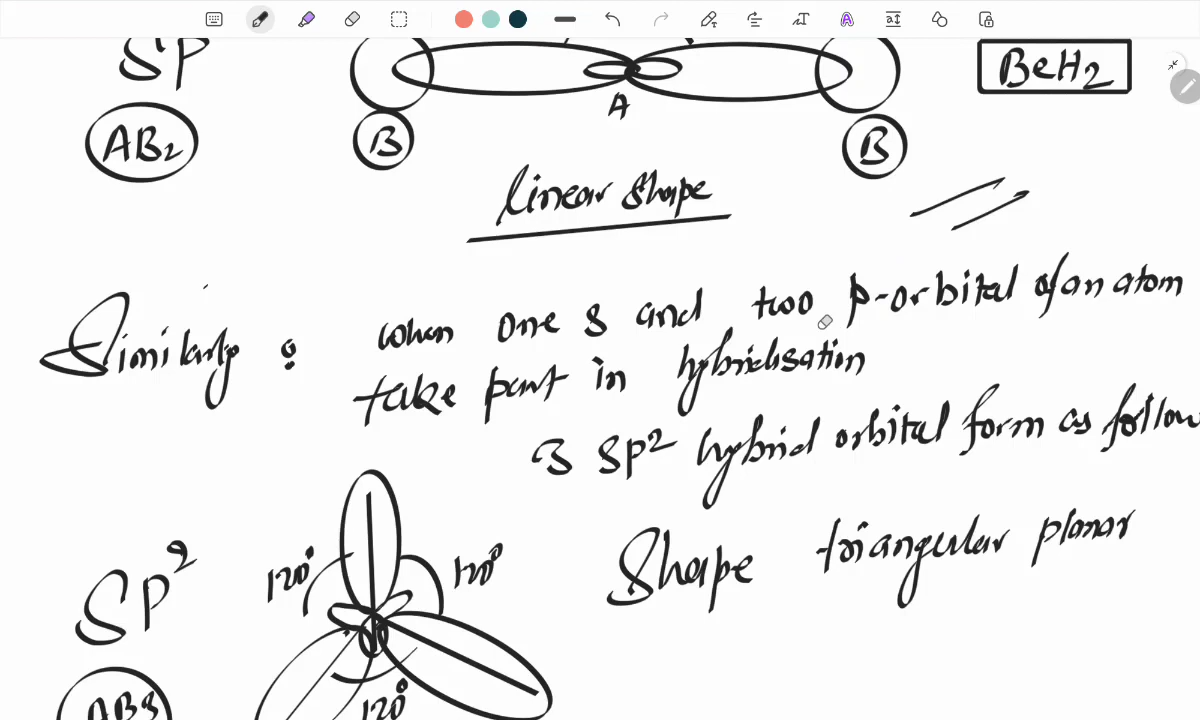 SP
BeH2
A
AB2
B
B
linear shape
Similarly : when one s and two p-orbital of an atom
take part in hybridisation
3 SP² hybrid orbital form as follow
SP²
120°
120°
Shape triangular planar
AB3
120°